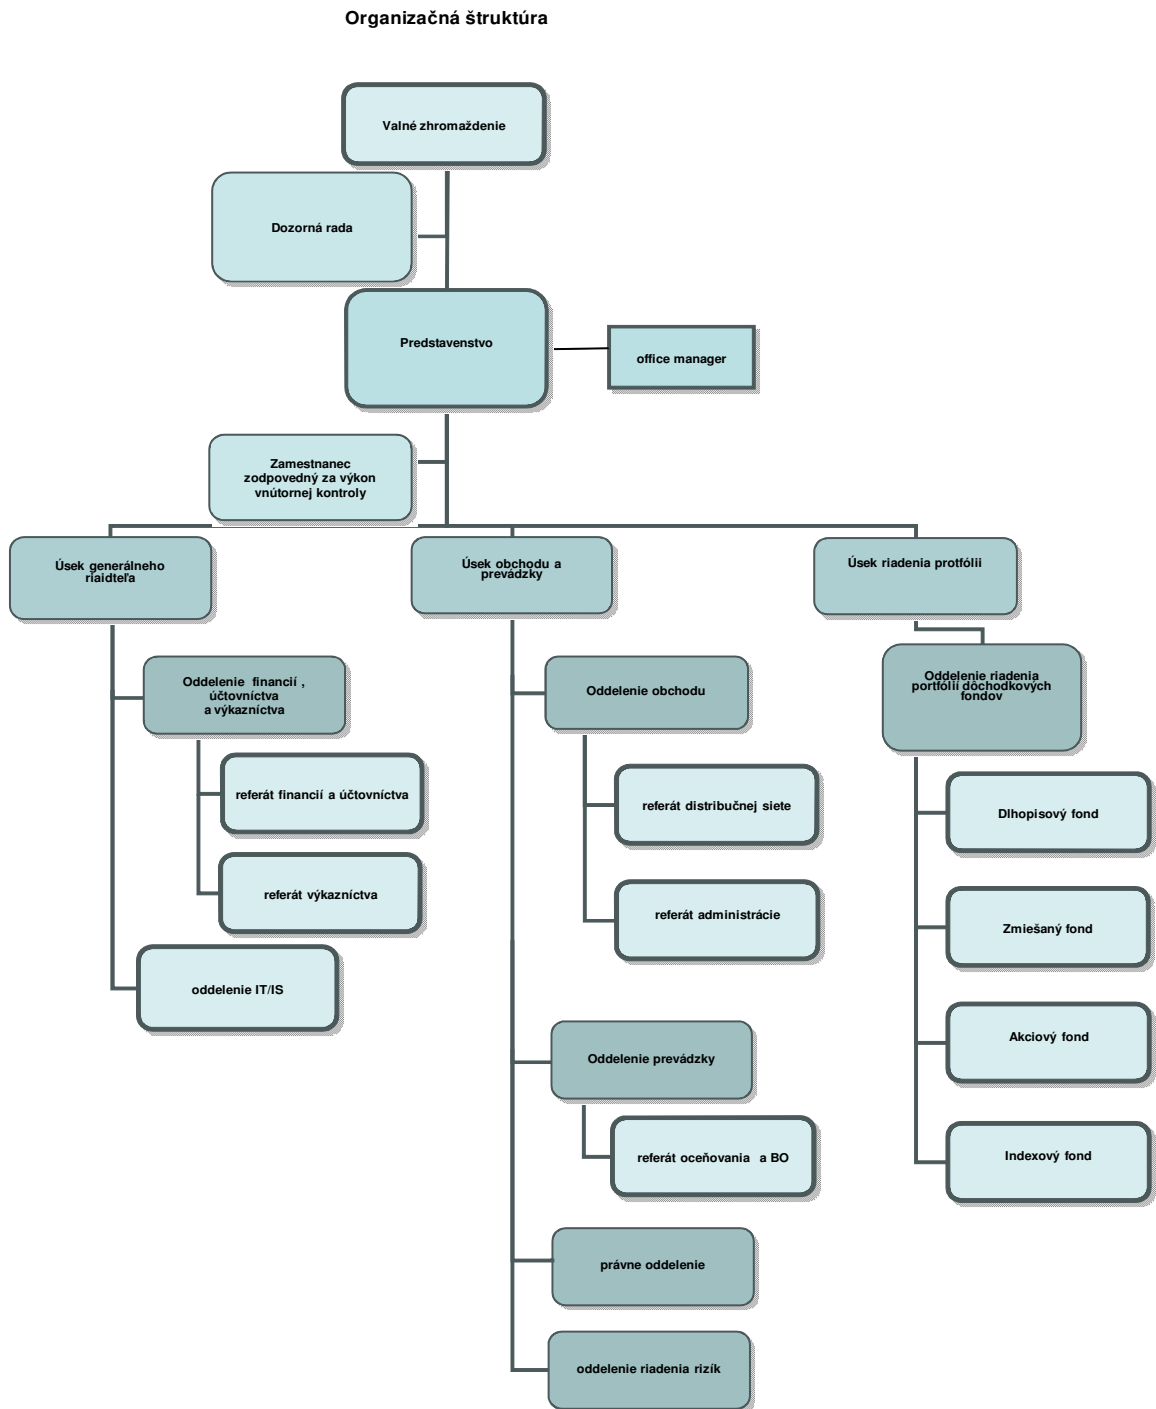 Organizačná štruktúra
Valné zhromaždenie
Dozorná rada
Predstavenstvo
office manager
Zamestnanec
zodpovedný za výkon
vnútornej kontroly
Úsek generálneho
riaidteľa
Úsek obchodu a
prevádzky
Úsek riadenia protfólii
Oddelenie financií ,
účtovníctva
a výkazníctva
referát financií a účtovníctva
referát výkazníctva
oddelenie IT/IS
Oddelenie obchodu
referát distribučnej siete
referát administrácie
Oddelenie prevádzky
referát oceňovania a BO
právne oddelenie
oddelenie riadenia rizík
Oddelenie riadenia
portfólií dôchodkových
fondov
Dlhopisový fond
Zmiešaný fond
Akciový fond
Indexový fond